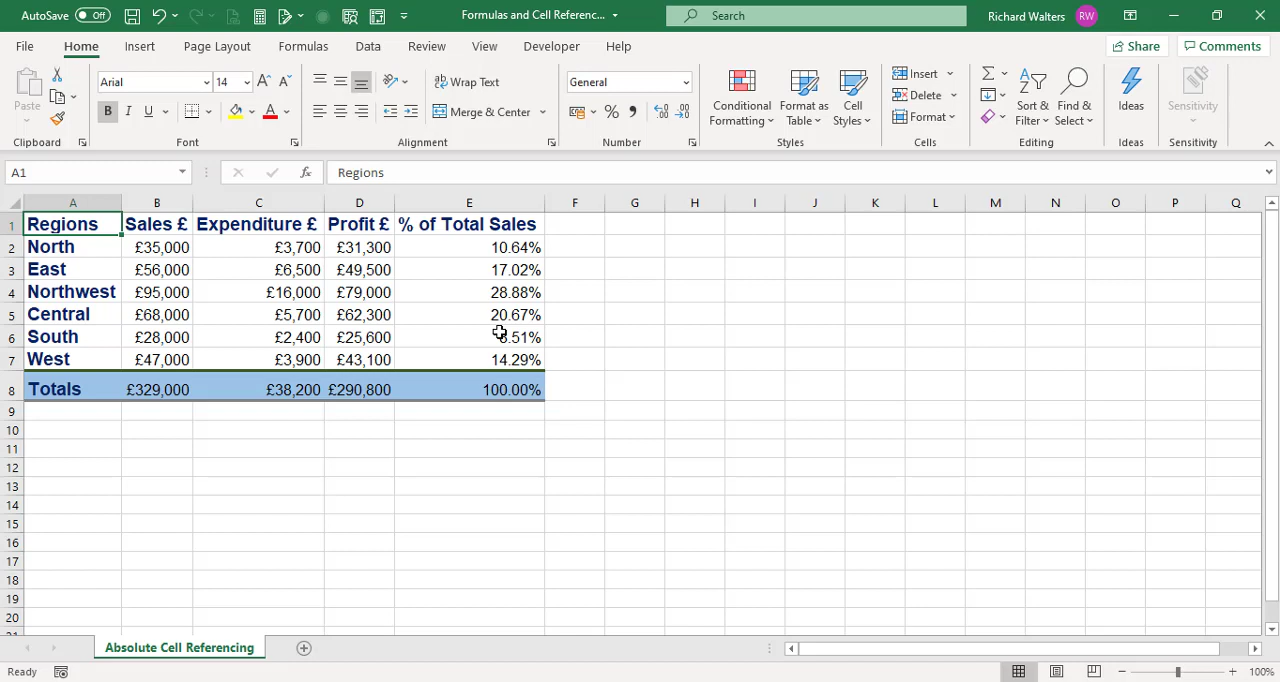 AutoSave Off Formulas and Cell Referenc... Search Richard Walters RW
File Home Insert Page Layout Formulas Data Review View Developer Help Share Comments
Paste Arial 14 A A Wrap Text General Conditional Formatting Format as Table Cell Styles Insert Delete Format Sort & Filter Find & Select Ideas Sensitivity
B I U A Merge & Center % ,
Clipboard Font Alignment Number Styles Cells Editing Ideas Sensitivity
A1 fx Regions
A B C D E F G H I J K L M N O P Q
1 Regions Sales £ Expenditure £ Profit £ % of Total Sales
2 North £35,000 £3,700 £31,300 10.64%
3 East £56,000 £6,500 £49,500 17.02%
4 Northwest £95,000 £16,000 £79,000 28.88%
5 Central £68,000 £5,700 £62,300 20.67%
6 South £28,000 £2,400 £25,600 .51%
7 West £47,000 £3,900 £43,100 14.29%
8 Totals £329,000 £38,200 £290,800 100.00%
9
10
11
12
13
14
15
16
17
18
19
20
Absolute Cell Referencing
Ready 100%